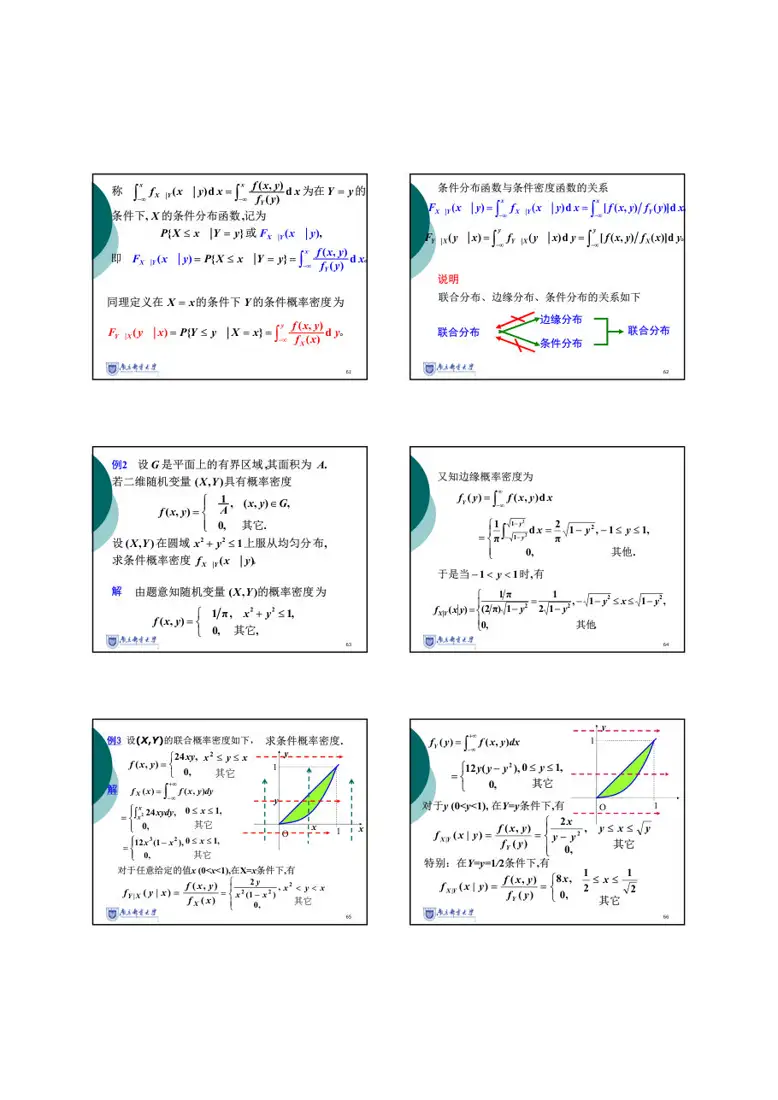 称 ∫_{−∞}^{x} f_{X|Y}(x|y)dx = ∫_{−∞}^{x} f(x,y)/f_Y(y) dx 为在 Y = y 的
条件下, X 的条件分布函数,记为
P{X ≤ x |Y = y} 或 F_{X|Y}(x|y),
即 F_{X|Y}(x|y) = P{X ≤ x |Y = y} = ∫_{−∞}^{x} f(x,y)/f_Y(y) dx。
同理定义在 X = x 的条件下 Y 的条件概率密度为
F_{Y|X}(y|x) = P{Y ≤ y |X = x} = ∫_{−∞}^{y} f(x,y)/f_X(x) dy。
61
条件分布函数与条件密度函数的关系
F_{X|Y}(x|y) = ∫_{−∞}^{x} f_{X|Y}(x|y)dx = ∫_{−∞}^{x} [f(x,y)/f_Y(y)]dx.
F_{Y|X}(y|x) = ∫_{−∞}^{y} f_{Y|X}(y|x)dy = ∫_{−∞}^{y} [f(x,y)/f_X(x)]dy。
说明
联合分布、边缘分布、条件分布的关系如下
边缘分布
联合分布
联合分布
条件分布
62
例2 设 G 是平面上的有界区域,其面积为 A.
若二维随机变量 (X,Y)具有概率密度
f(x,y) = { 1/A, (x,y)∈G,
0, 其它.
设 (X,Y) 在圆域 x² + y² ≤ 1 上服从均匀分布,
求条件概率密度 f_{X|Y}(x|y).
解 由题意知随机变量 (X,Y)的概率密度为
f(x,y) = { 1/π, x² + y² ≤ 1,
0, 其它,
63
又知边缘概率密度为
f_Y(y) = ∫_{−∞}^{∞} f(x,y)dx
= { 1/π ∫_{−√(1−y²)}^{√(1−y²)} dx = 2/π √(1−y²), −1 ≤ y ≤ 1,
0, 其他.
于是当 −1 < y < 1 时,有
f_{X|Y}(x|y) = { (1/π)/((2/π)√(1−y²)) = 1/(2√(1−y²)), −√(1−y²) ≤ x ≤ √(1−y²),
0, 其他.
64
例3 设(X,Y)的联合概率密度如下, 求条件概率密度.
f(x,y) = { 24xy, x² ≤ y ≤ x
0, 其它
解 f_X(x) = ∫_{−∞}^{+∞} f(x,y)dy
= { ∫_{x²}^{x} 24xydy, 0 ≤ x ≤ 1,
0, 其它
= { 12x³(1−x²), 0 ≤ x ≤ 1,
0, 其它
y
1
y
O
x
1
x
对于任意给定的值x (0<x<1),在X=x条件下,有
f_{Y|X}(y|x) = f(x,y)/f_X(x) = { 2y/(x²(1−x²)), x² < y < x
0, 其它
65
f_Y(y) = ∫_{−∞}^{+∞} f(x,y)dx
= { 12y(y−y²), 0 ≤ y ≤ 1,
0, 其它
y
1
O
1
对于y (0<y<1), 在Y=y条件下,有
f_{X|Y}(x|y) = f(x,y)/f_Y(y) = { 2x/(y−y²), y ≤ x ≤ √y
0, 其它
特别: 在Y=y=1/2条件下,有
f_{X|Y}(x|y) = f(x,y)/f_Y(y) = { 8x, 1/2 ≤ x ≤ 1/√2
0, 其它
66